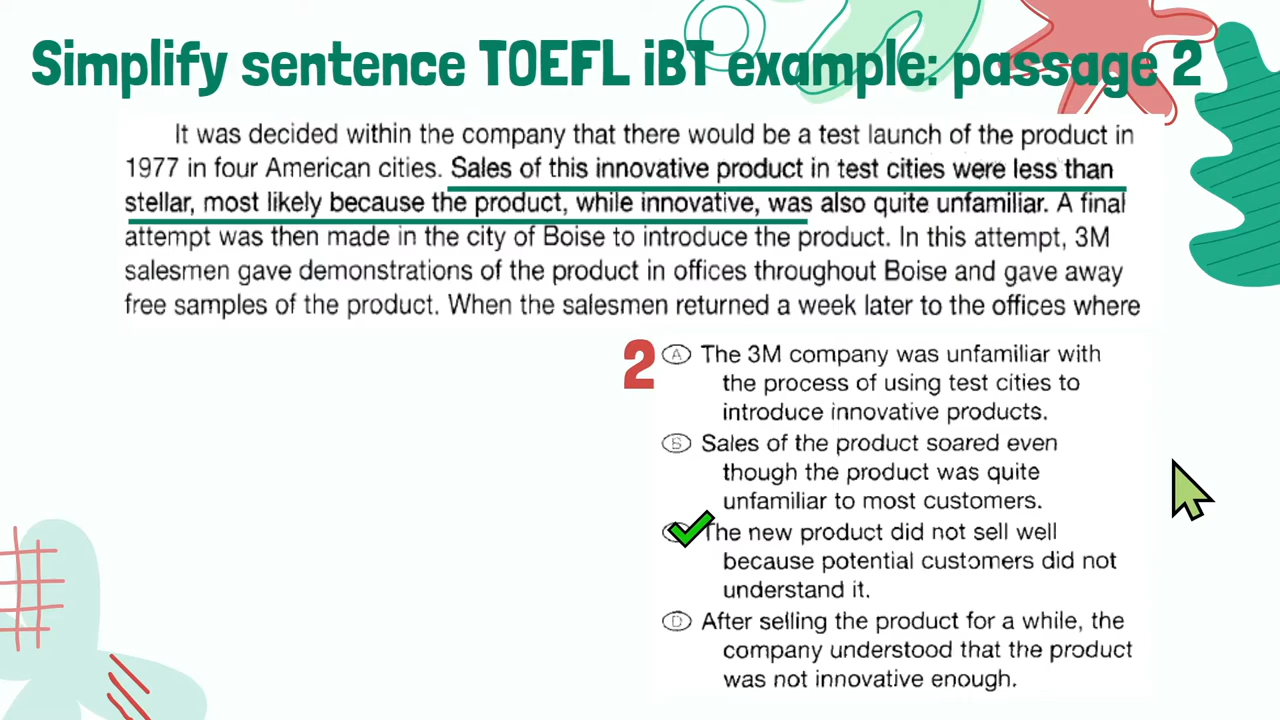 Simplify sentence TOEFL iBT example: passage 2
It was decided within the company that there would be a test launch of the product in
1977 in four American cities. Sales of this innovative product in test cities were less than
stellar, most likely because the product, while innovative, was also quite unfamiliar. A final
attempt was then made in the city of Boise to introduce the product. In this attempt, 3M
salesmen gave demonstrations of the product in offices throughout Boise and gave away
free samples of the product. When the salesmen returned a week later to the offices where
2
A The 3M company was unfamiliar with
the process of using test cities to
introduce innovative products.
B Sales of the product soared even
though the product was quite
unfamiliar to most customers.
The new product did not sell well
because potential customers did not
understand it.
D After selling the product for a while, the
company understood that the product
was not innovative enough.